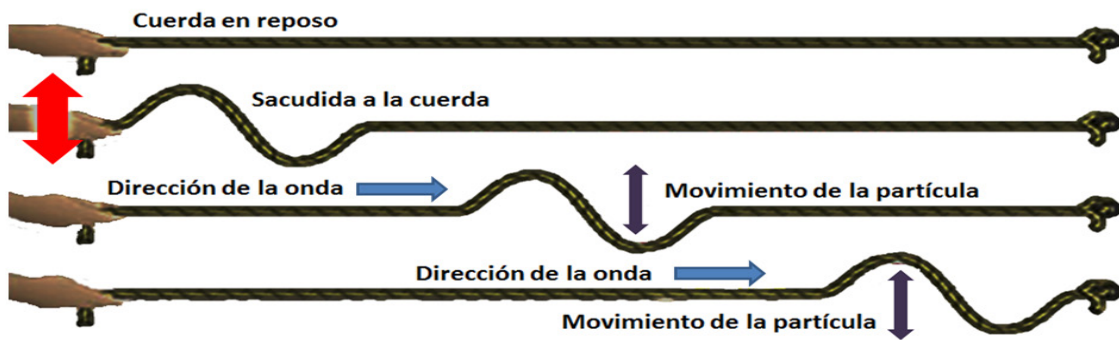 Cuerda en reposo
Sacudida a la cuerda
Dirección de la onda
Movimiento de la partícula
Dirección de la onda
Movimiento de la partícula